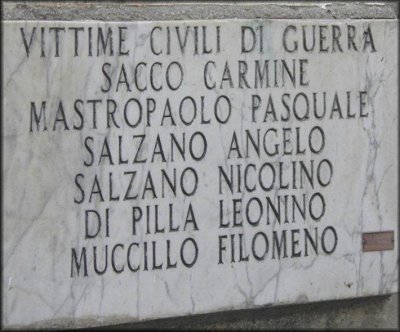 VITTIME CIVILI DI GUERRA
SACCO CARMINE
MASTROPAOLO PASQUALE
SALZANO ANGELO
SALZANO NICOLINO
DI PILLA LEONINO
MUCCILLO FILOMENO